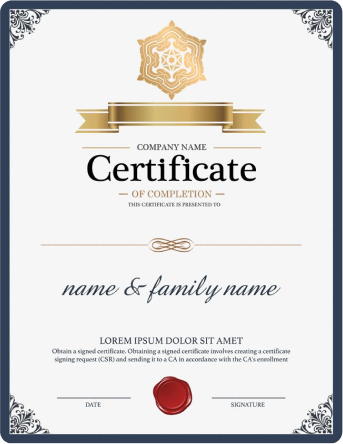 COMPANY NAME
Certificate
OF COMPLETION
THIS CERTIFICATE IS PRESENTED TO
name & family name
LOREM IPSUM DOLOR SIT AMET
Obtain a signed certificate. Obtaining a signed certificate involves creating a certificate
signing request (CSR) and sending it to a CA in accordance with the CA's enrollment
DATE
SIGNATURE